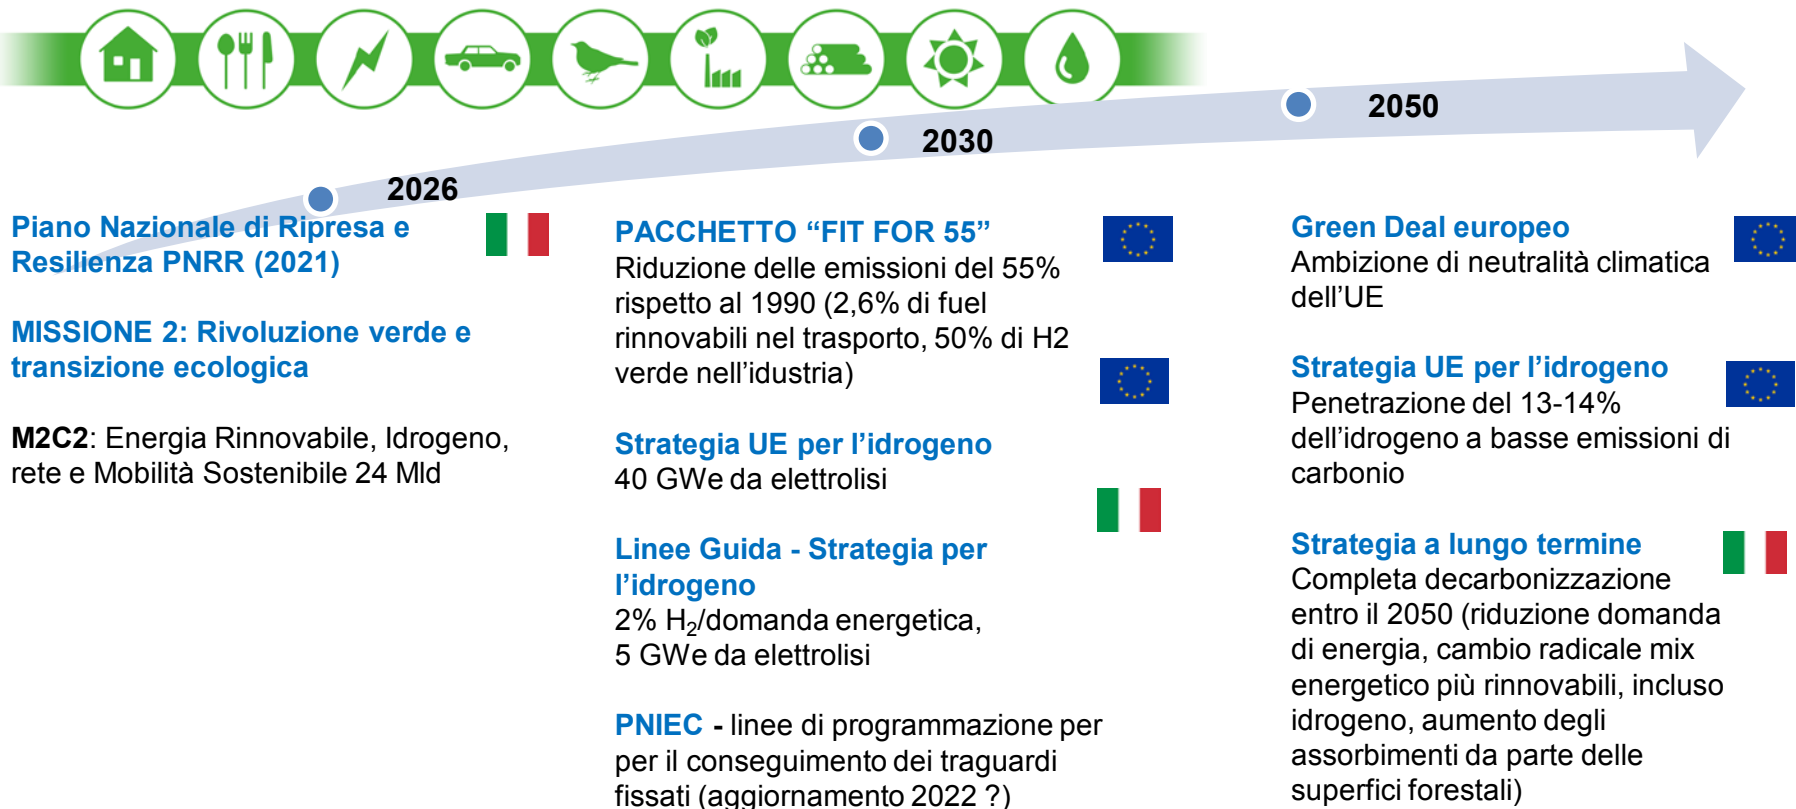 2026
2030
2050
Piano Nazionale di Ripresa e
Resilienza PNRR (2021)
MISSIONE 2: Rivoluzione verde e
transizione ecologica
M2C2: Energia Rinnovabile, Idrogeno,
rete e Mobilità Sostenibile 24 Mld
PACCHETTO “FIT FOR 55”
Riduzione delle emissioni del 55%
rispetto al 1990 (2,6% di fuel
rinnovabili nel trasporto, 50% di H2
verde nell’idustria)
Strategia UE per l’idrogeno
40 GWe da elettrolisi
Linee Guida - Strategia per
l’idrogeno
2% H₂/domanda energetica,
5 GWe da elettrolisi
PNIEC - linee di programmazione per
per il conseguimento dei traguardi
fissati (aggiornamento 2022 ?)
Green Deal europeo
Ambizione di neutralità climatica
dell’UE
Strategia UE per l’idrogeno
Penetrazione del 13-14%
dell’idrogeno a basse emissioni di
carbonio
Strategia a lungo termine
Completa decarbonizzazione
entro il 2050 (riduzione domanda
di energia, cambio radicale mix
energetico più rinnovabili, incluso
idrogeno, aumento degli
assorbimenti da parte delle
superfici forestali)